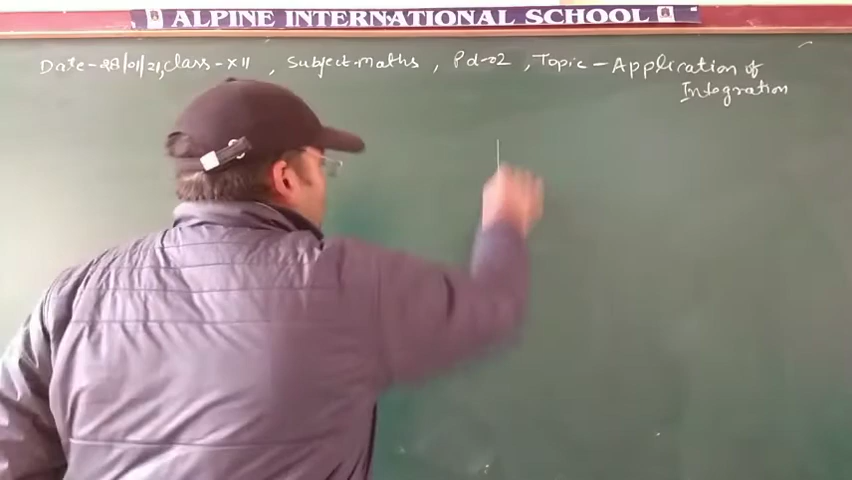 ALPINE INTERNATIONAL SCHOOL
Date-28/01/21, Class-XII , Subject-maths , Pd-02 , Topic - Application of
Integration